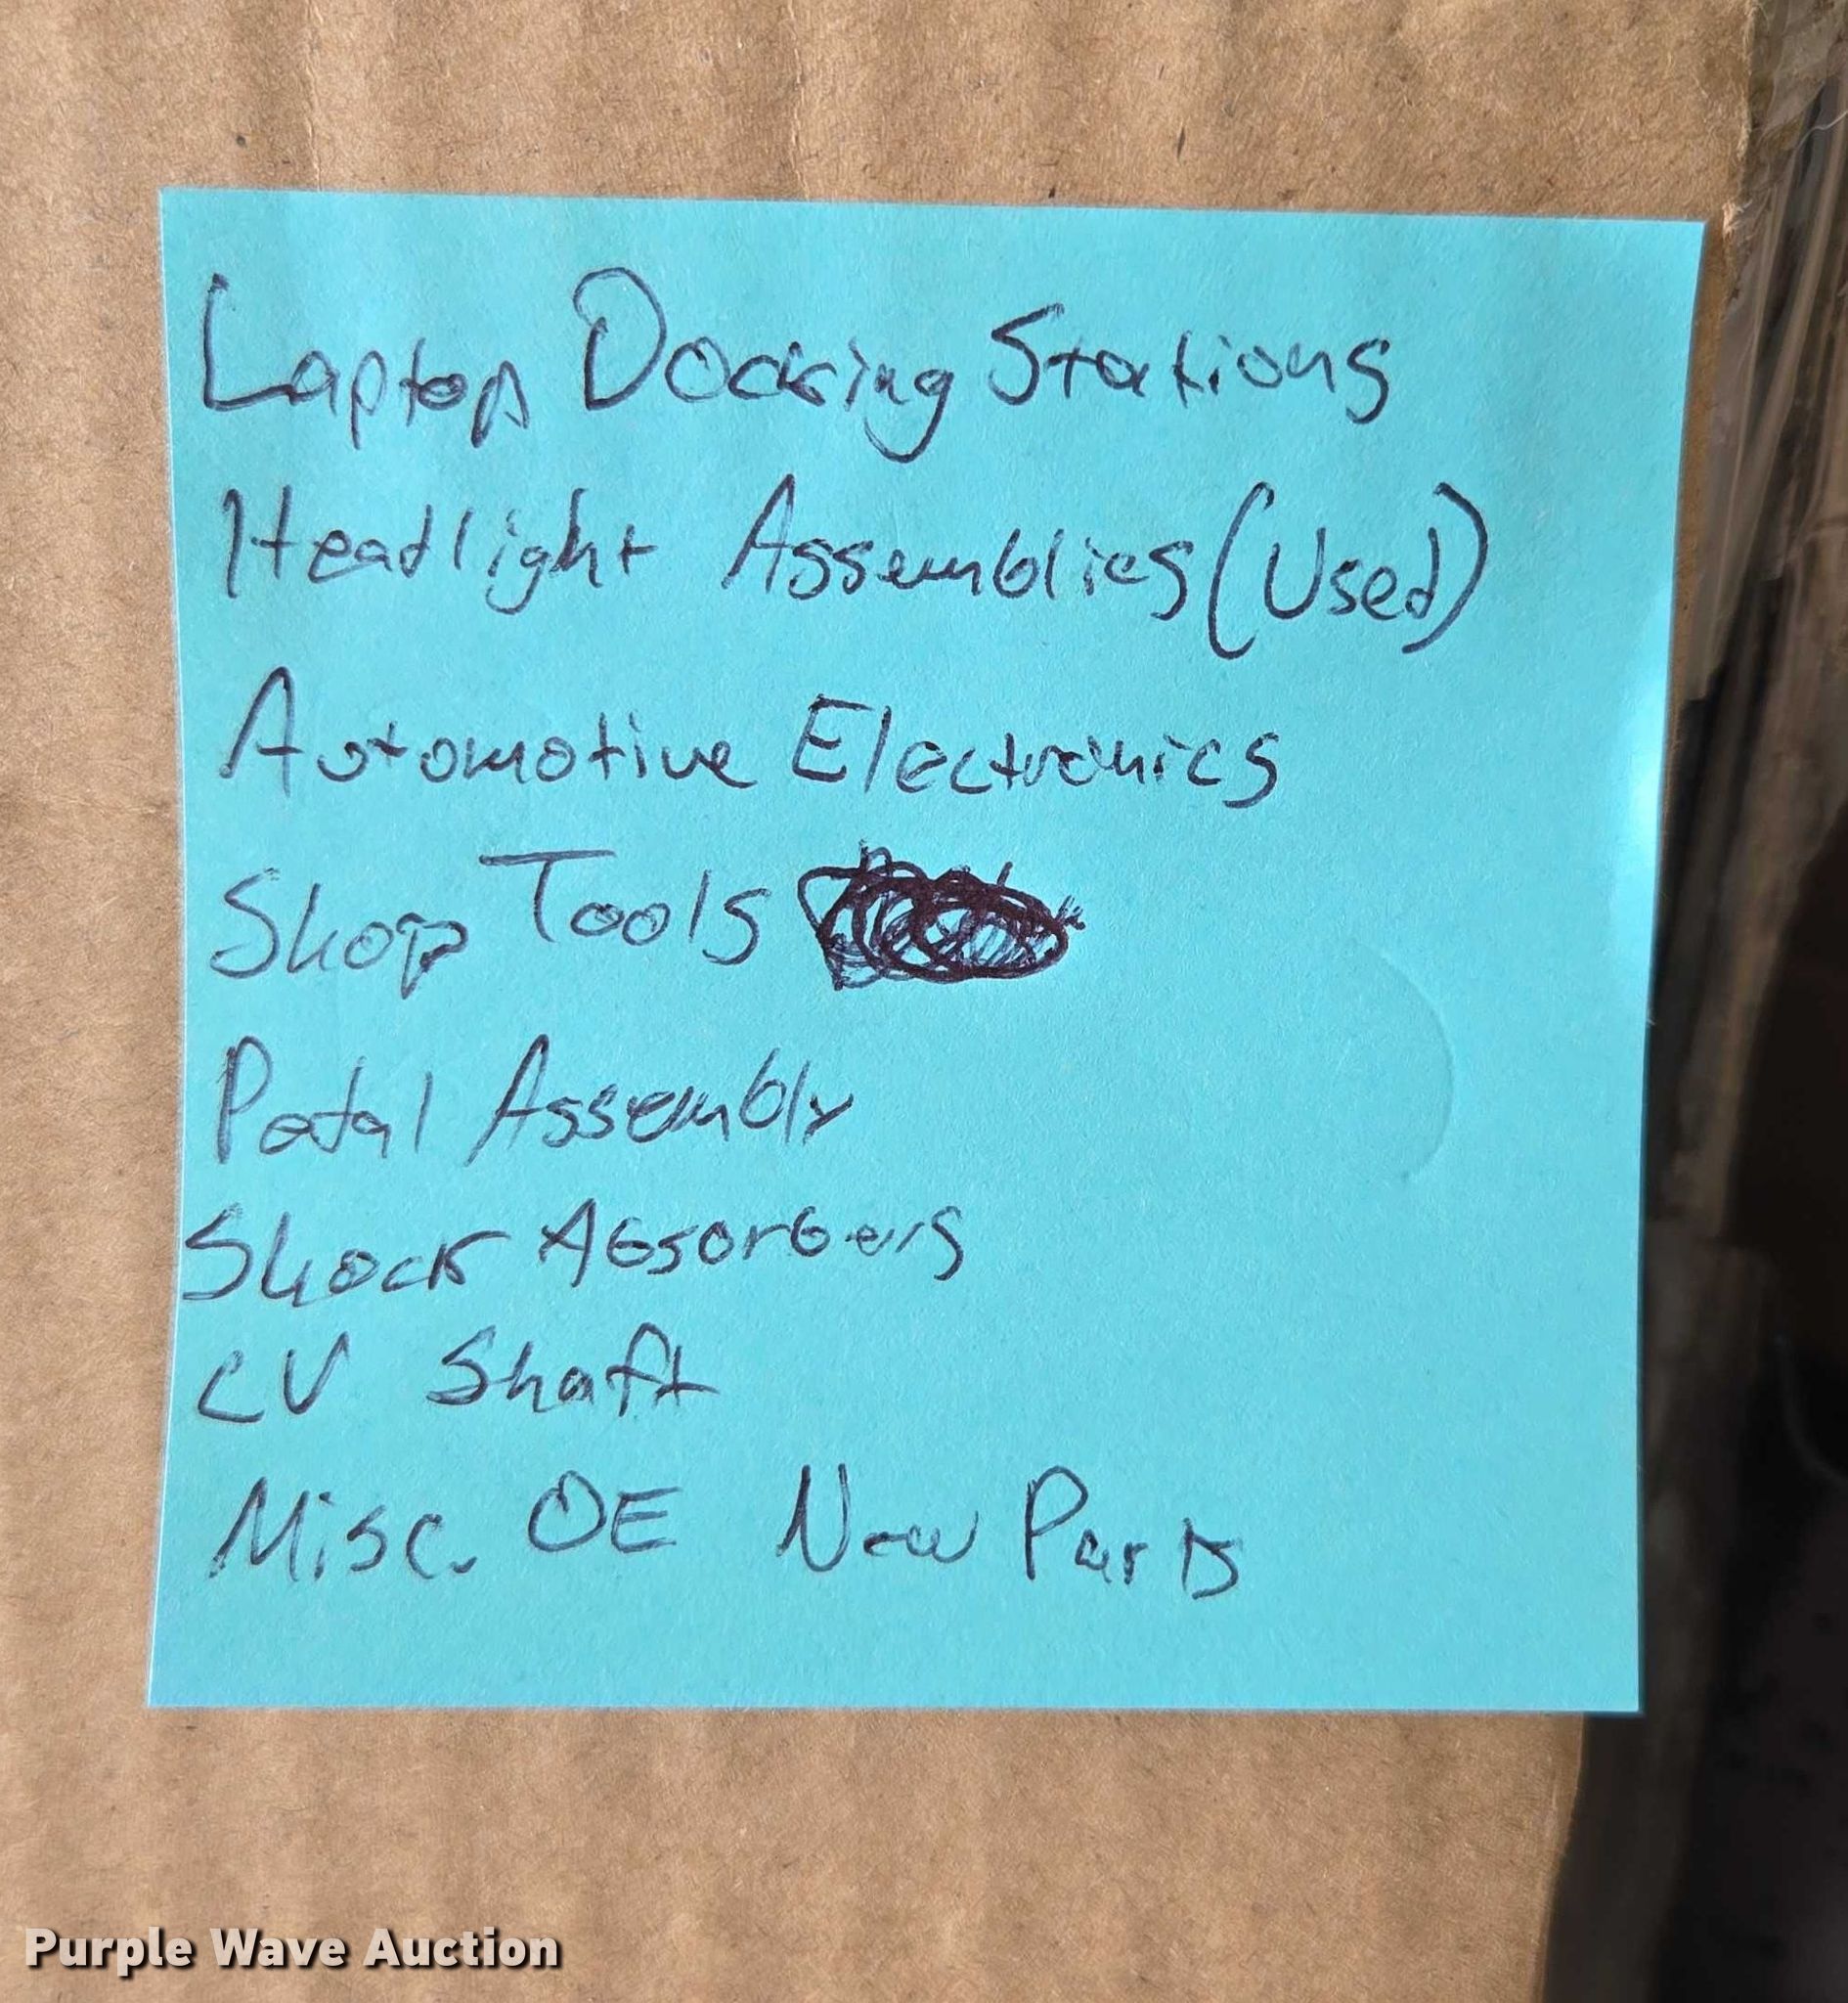 Laptop Docking Stations
Headlight Assemblies (Used)
Automotive Electronics
Shop Tools
Petal Assembly
Shock Absorbers
CV Shaft
Misc. OE New Parts
Purple Wave Auction